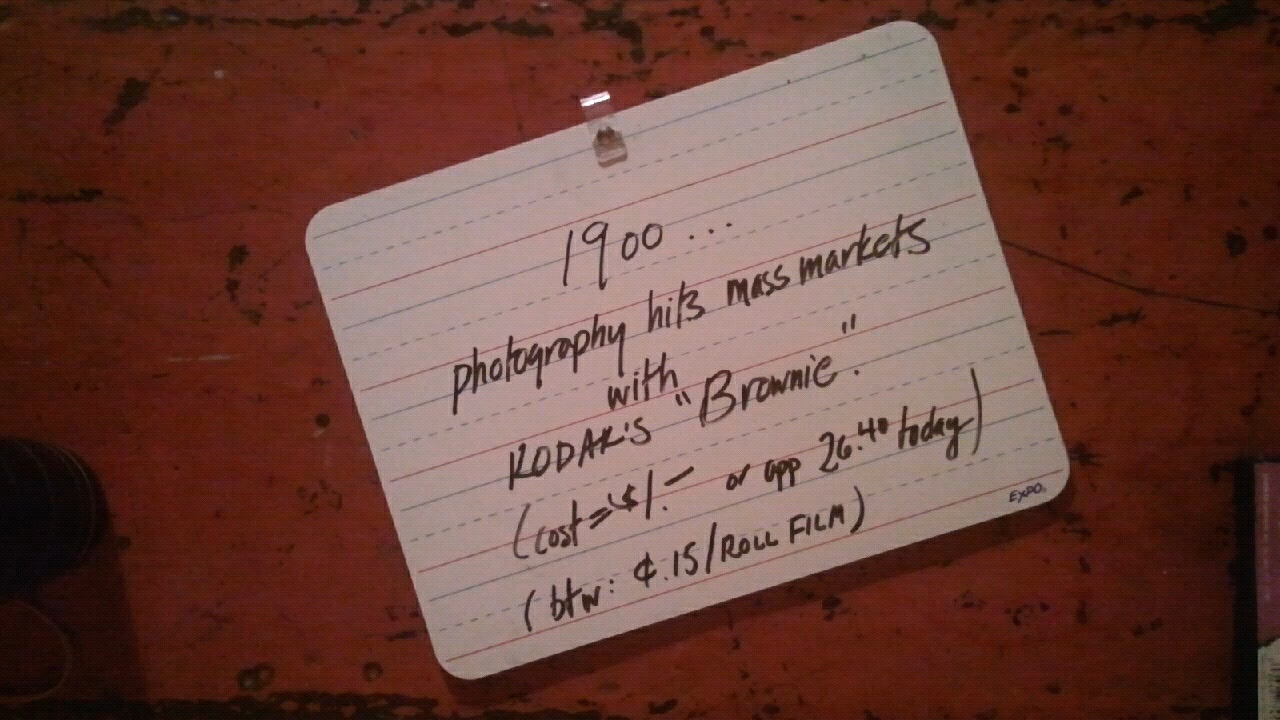 1900...
photography hits mass markets
with
KODAK'S "Brownie."
(cost = $1.- or app 26.40 today)
(btw: ¢.15/ROLL FILM)
EXPO